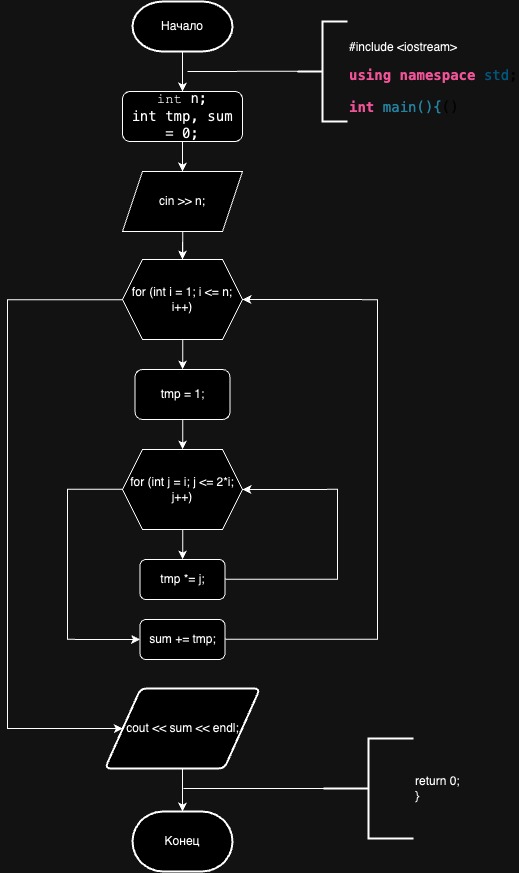 Начало
#include <iostream>
using namespace std;
int main(){()
int n;
int tmp, sum
= 0;
cin >> n;
for (int i = 1; i <= n;
i++)
tmp = 1;
for (int j = i; j <= 2*i;
j++)
tmp *= j;
sum += tmp;
cout << sum << endl;
return 0;
}
Конец